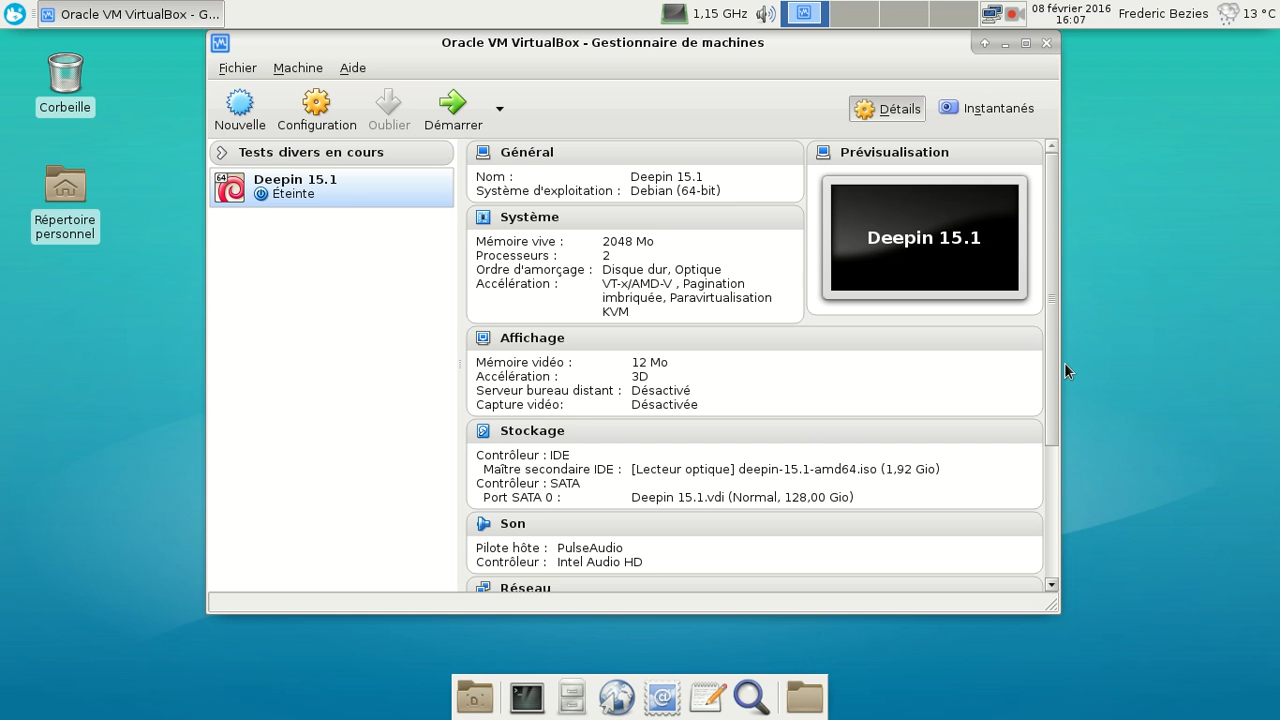 Oracle VM VirtualBox - G...
1,15 GHz
08 février 2016
16:07
Frederic Bezies
13 °C
Corbeille
Répertoire
personnel
Oracle VM VirtualBox - Gestionnaire de machines
Fichier Machine Aide
Nouvelle Configuration Oublier Démarrer
Détails Instantanés
Tests divers en cours
64
Deepin 15.1
Éteinte
Général
Nom : Deepin 15.1
Système d'exploitation : Debian (64-bit)
Système
Mémoire vive : 2048 Mo
Processeurs : 2
Ordre d'amorçage : Disque dur, Optique
Accélération : VT-x/AMD-V , Pagination
imbriquée, Paravirtualisation
KVM
Prévisualisation
Deepin 15.1
Affichage
Mémoire vidéo : 12 Mo
Accélération : 3D
Serveur bureau distant : Désactivé
Capture vidéo: Désactivée
Stockage
Contrôleur : IDE
Maître secondaire IDE : [Lecteur optique] deepin-15.1-amd64.iso (1,92 Gio)
Contrôleur : SATA
Port SATA 0 : Deepin 15.1.vdi (Normal, 128,00 Gio)
Son
Pilote hôte : PulseAudio
Contrôleur : Intel Audio HD
Réseau